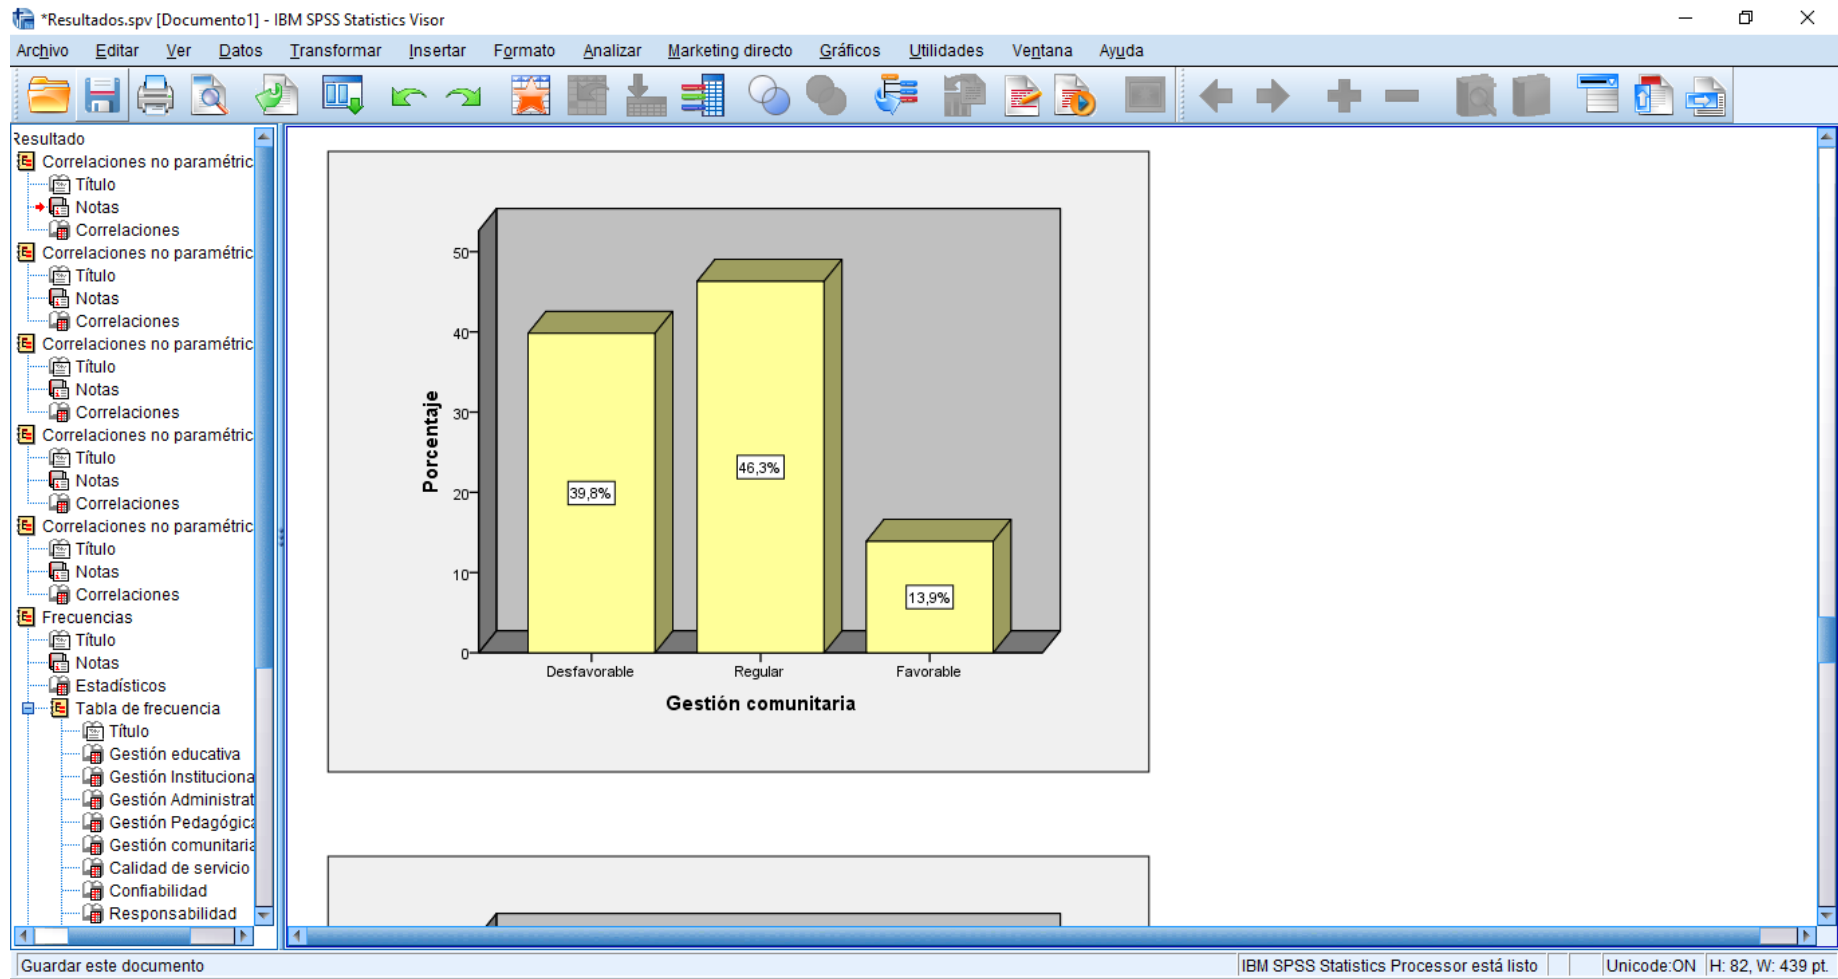 *Resultados.spv [Documento1] - IBM SPSS Statistics Visor
Archivo Editar Ver Datos Transformar Insertar Formato Analizar Marketing directo Gráficos Utilidades Ventana Ayuda
Resultado
Correlaciones no paramétric
Título
Notas
Correlaciones
Correlaciones no paramétric
Título
Notas
Correlaciones
Correlaciones no paramétric
Título
Notas
Correlaciones
Correlaciones no paramétric
Título
Notas
Correlaciones
Correlaciones no paramétric
Título
Notas
Correlaciones
Frecuencias
Título
Notas
Estadísticos
Tabla de frecuencia
Título
Gestión educativa
Gestión Instituciona
Gestión Administrat
Gestión Pedagógica
Gestión comunitaria
Calidad de servicio
Confiabilidad
Responsabilidad
Porcentaje
50
40
30
20
10
0
39,8%
46,3%
13,9%
Desfavorable Regular Favorable
Gestión comunitaria
Guardar este documento
IBM SPSS Statistics Processor está listo
Unicode:ON
H: 82, W: 439 pt.